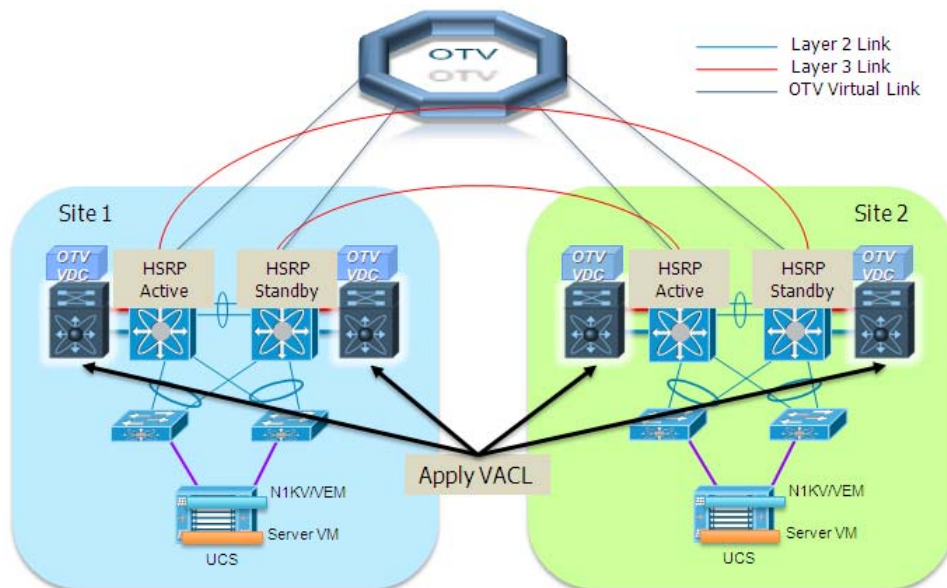 OTV
OTV
Layer 2 Link
Layer 3 Link
OTV Virtual Link
Site 1
Site 2
OTV
VDC
HSRP
Active
HSRP
Standby
OTV
VDC
OTV
VDC
HSRP
Active
HSRP
Standby
OTV
VDC
Apply VACL
N1KV/VEM
Server VM
UCS
N1KV/VEM
Server VM
UCS